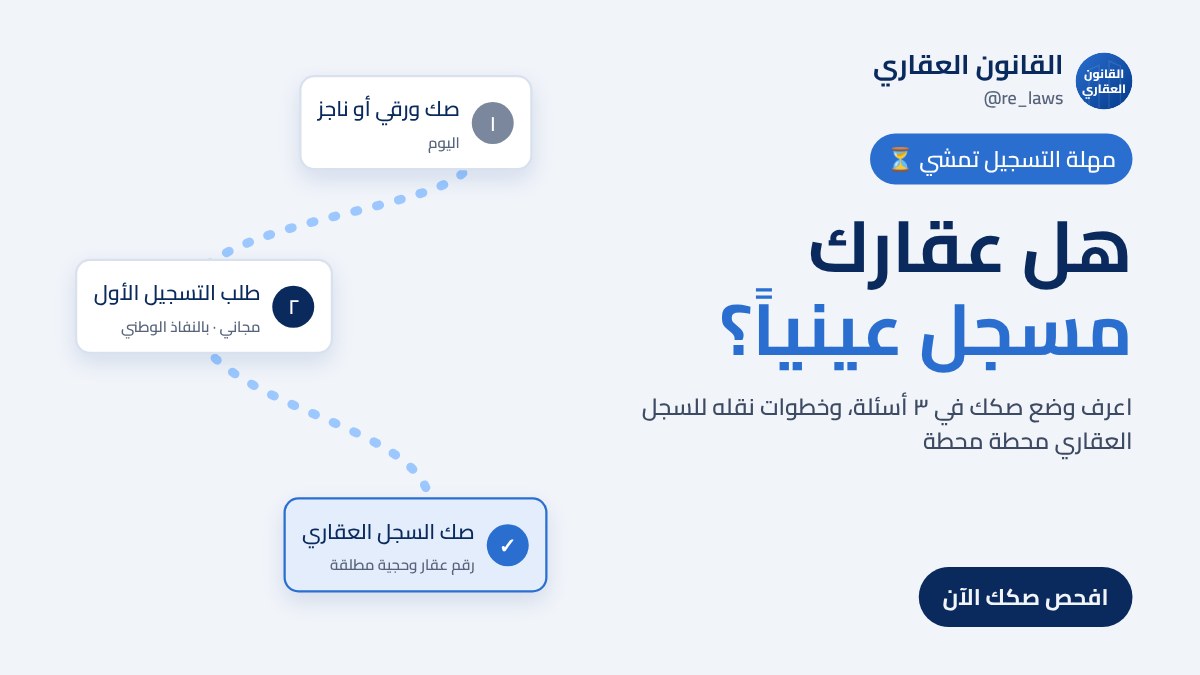 القانون العقاري
القانون
العقاري
@re_laws
مهلة التسجيل تمشي ⏳
هل عقارك
مسجل عينياً؟
اعرف وضع صكك في ٣ أسئلة، وخطوات نقله للسجل
العقاري محطة محطة
افحص صكك الآن
١
صك ورقي أو ناجز
اليوم
٢
طلب التسجيل الأول
مجاني · بالنفاذ الوطني
✓
صك السجل العقاري
رقم عقار وحجية مطلقة